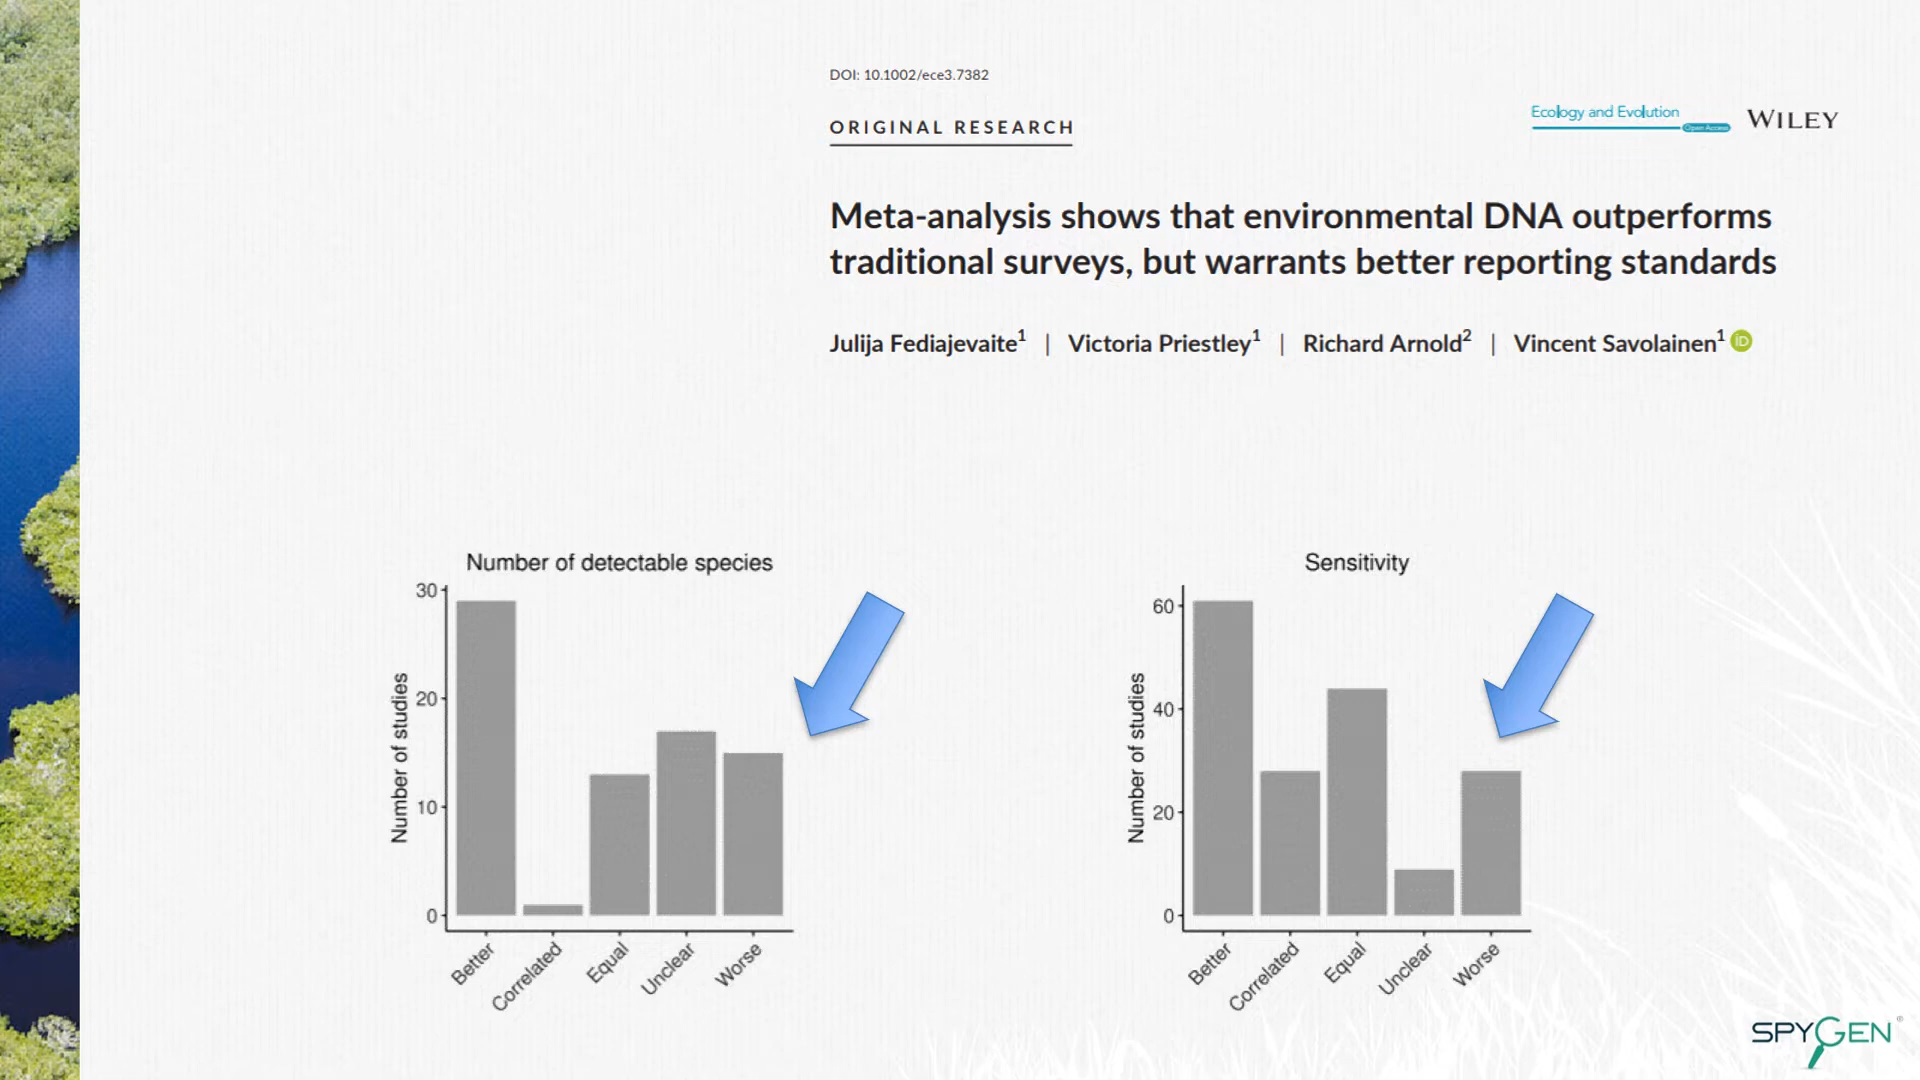 DOI: 10.1002/ece3.7382
ORIGINAL RESEARCH
Ecology and Evolution
Open Access
WILEY
Meta-analysis shows that environmental DNA outperforms
traditional surveys, but warrants better reporting standards
Julija Fediajevaite1 | Victoria Priestley1 | Richard Arnold2 | Vincent Savolainen1 iD
Number of detectable species
Number of studies
30
20
10
0
Better
Correlated
Equal
Unclear
Worse
Sensitivity
Number of studies
60
40
20
0
Better
Correlated
Equal
Unclear
Worse
SPYGEN®